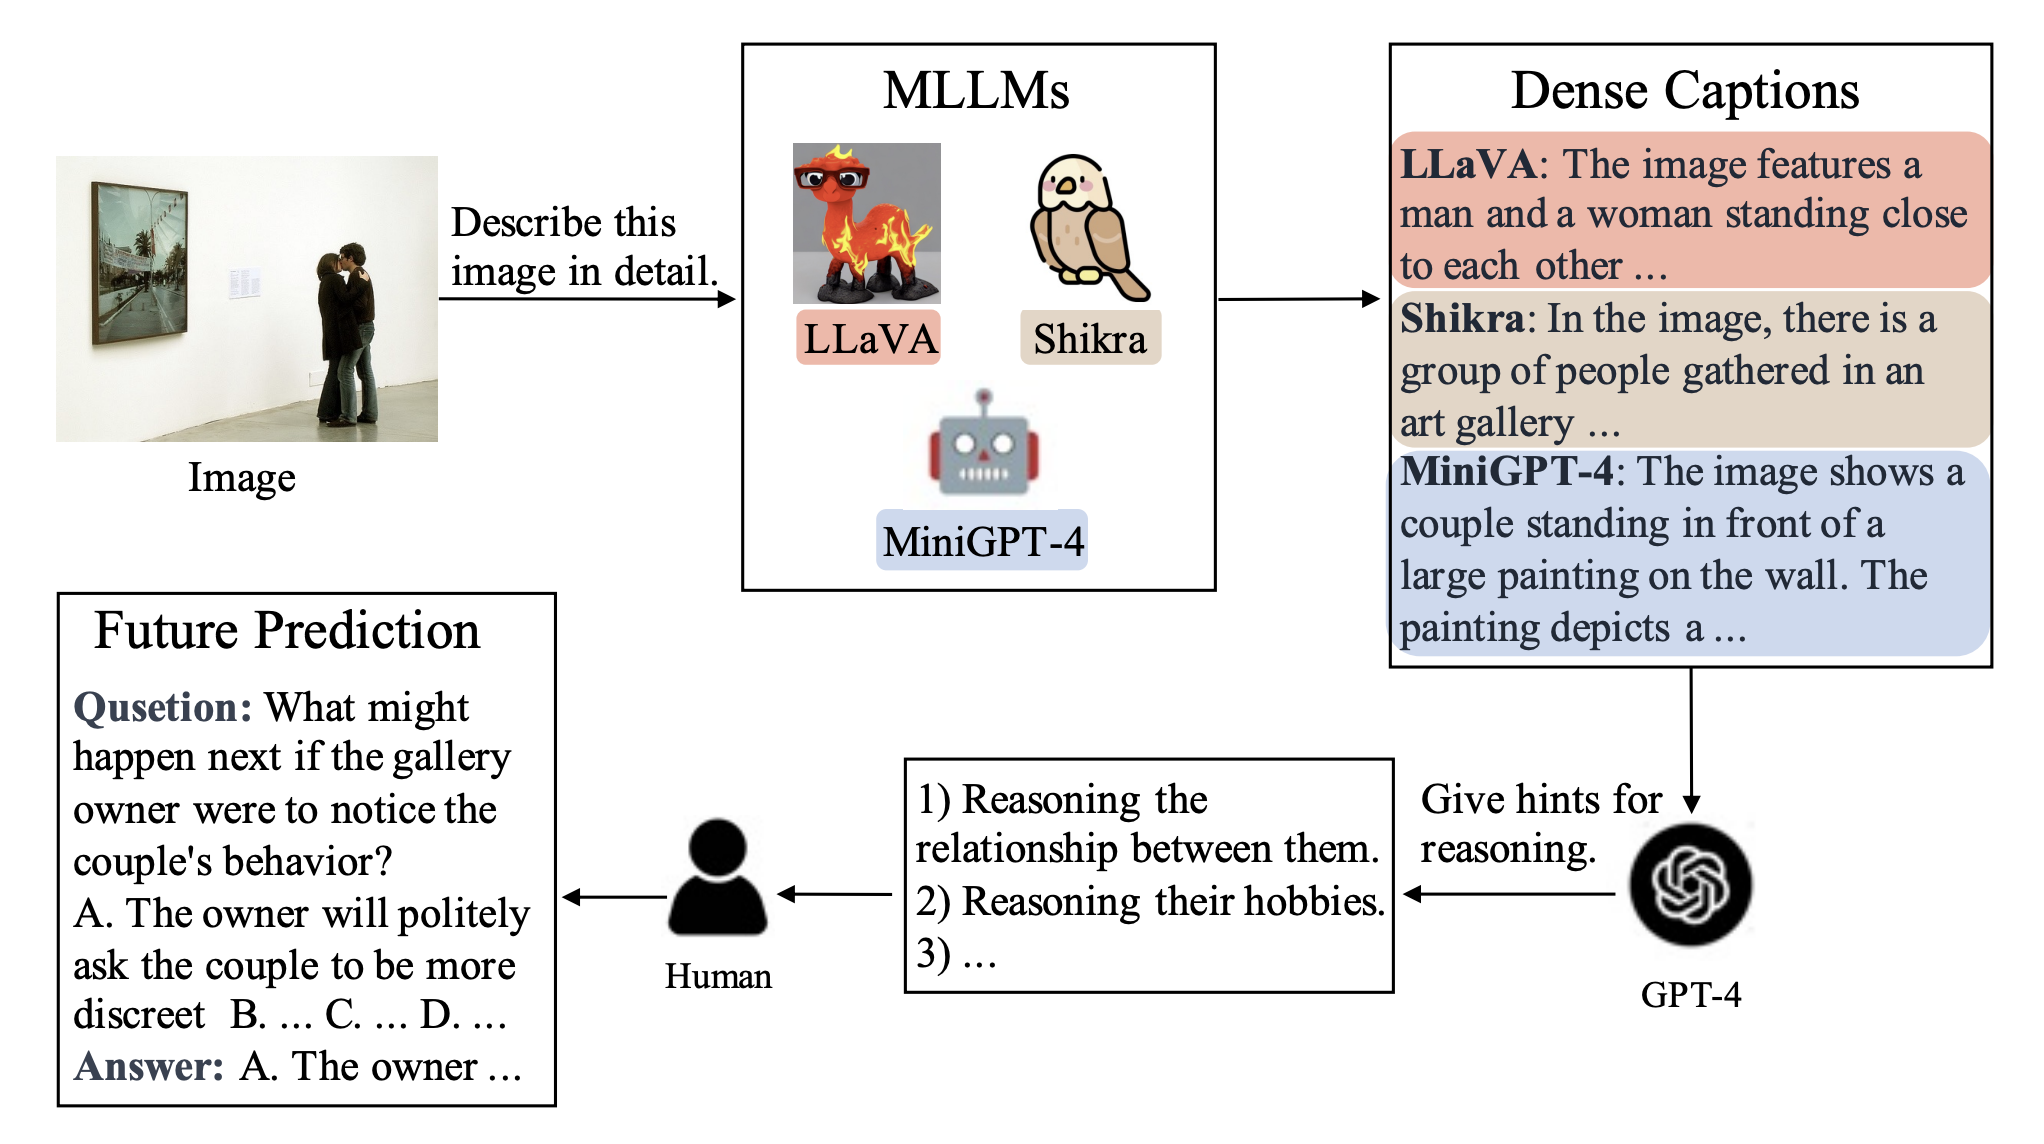 Image
Describe this
image in detail.
MLLMs
LLaVA
Shikra
MiniGPT-4
Dense Captions
LLaVA: The image features a
man and a woman standing close
to each other ...
Shikra: In the image, there is a
group of people gathered in an
art gallery ...
MiniGPT-4: The image shows a
couple standing in front of a
large painting on the wall. The
painting depicts a ...
GPT-4
Give hints for
reasoning.
1) Reasoning the
relationship between them.
2) Reasoning their hobbies.
3) ...
Human
Future Prediction
Qusetion: What might
happen next if the gallery
owner were to notice the
couple's behavior?
A. The owner will politely
ask the couple to be more
discreet B. ... C. ... D. ...
Answer: A. The owner ...